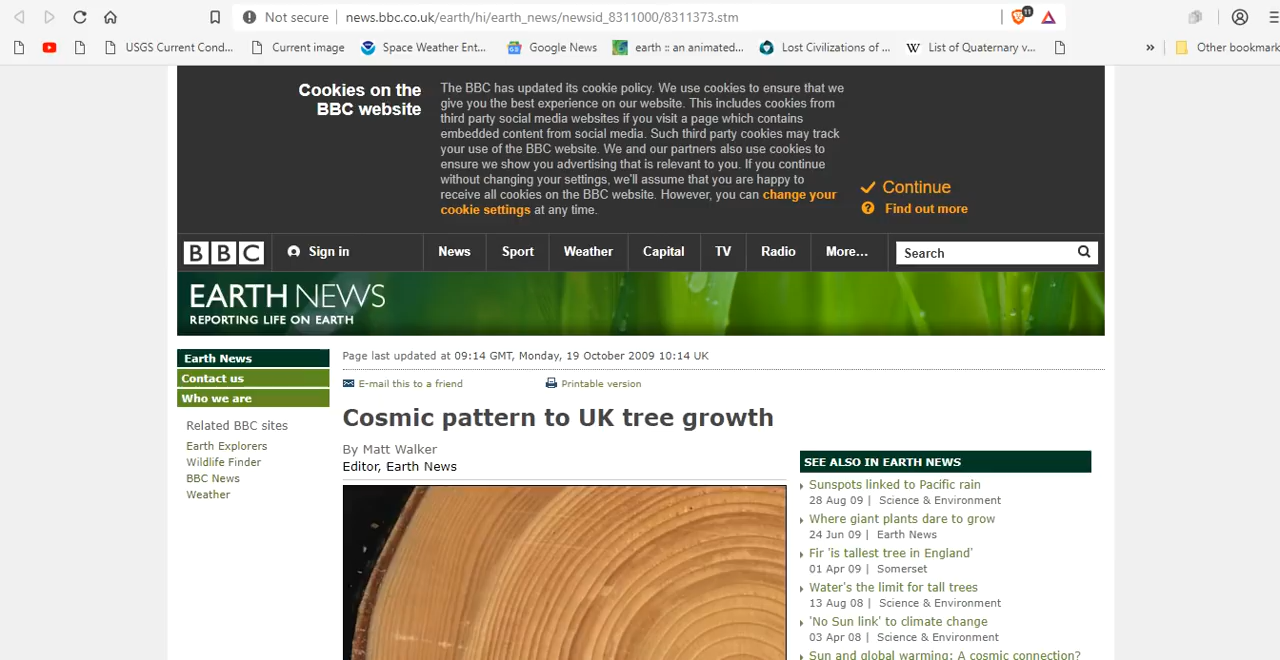 Not secure
news.bbc.co.uk/earth/hi/earth_news/newsid_8311000/8311373.stm
11
USGS Current Cond...
Current image
Space Weather Ent...
Google News
earth :: an animated...
Lost Civilizations of ...
W List of Quaternary v...
»
Other bookmark
Cookies on the
BBC website
The BBC has updated its cookie policy. We use cookies to ensure that we
give you the best experience on our website. This includes cookies from
third party social media websites if you visit a page which contains
embedded content from social media. Such third party cookies may track
your use of the BBC website. We and our partners also use cookies to
ensure we show you advertising that is relevant to you. If you continue
without changing your settings, we'll assume that you are happy to
receive all cookies on the BBC website. However, you can change your
cookie settings at any time.
Continue
? Find out more
BBC
Sign in
News
Sport
Weather
Capital
TV
Radio
More...
Search
EARTH NEWS
REPORTING LIFE ON EARTH
Earth News
Contact us
Who we are
Related BBC sites
Earth Explorers
Wildlife Finder
BBC News
Weather
Page last updated at 09:14 GMT, Monday, 19 October 2009 10:14 UK
E-mail this to a friend
Printable version
Cosmic pattern to UK tree growth
By Matt Walker
Editor, Earth News
SEE ALSO IN EARTH NEWS
Sunspots linked to Pacific rain
28 Aug 09 | Science & Environment
Where giant plants dare to grow
24 Jun 09 | Earth News
Fir 'is tallest tree in England'
01 Apr 09 | Somerset
Water's the limit for tall trees
13 Aug 08 | Science & Environment
'No Sun link' to climate change
03 Apr 08 | Science & Environment
Sun and global warming: A cosmic connection?